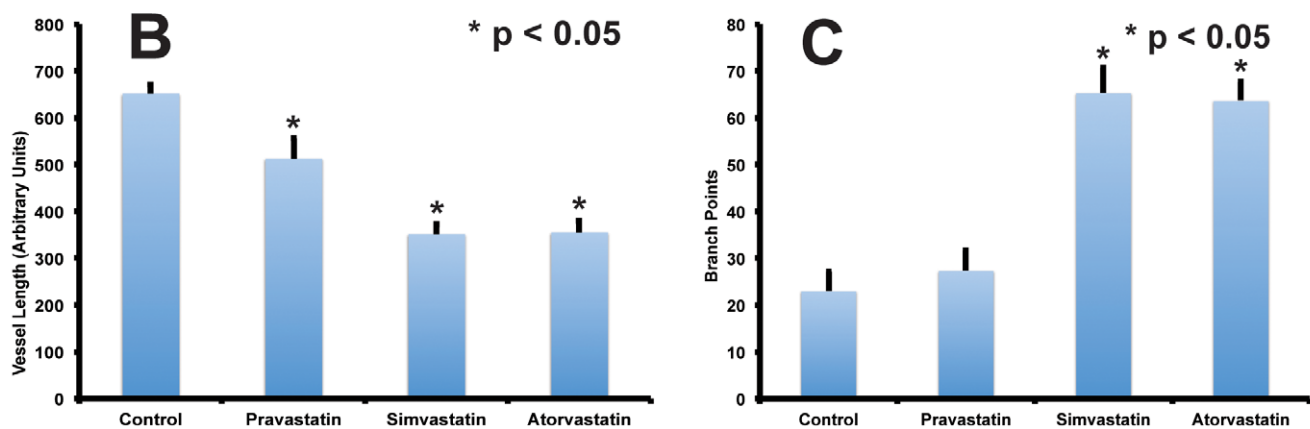 B
* p < 0.05
Vessel Length (Arbitrary Units)
800
700
600
500
400
300
200
100
0
*
*
*
Control Pravastatin Simvastatin Atorvastatin
C
* p < 0.05
Branch Points
80
70
60
50
40
30
20
10
0
*
*
Control Pravastatin Simvastatin Atorvastatin